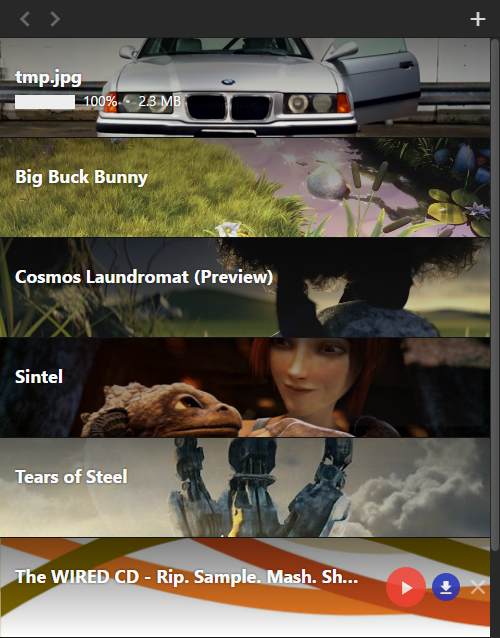 tmp.jpg
100% • 2.3 MB
Big Buck Bunny
Cosmos Laundromat (Preview)
Sintel
Tears of Steel
The WIRED CD - Rip. Sample. Mash. Sh...